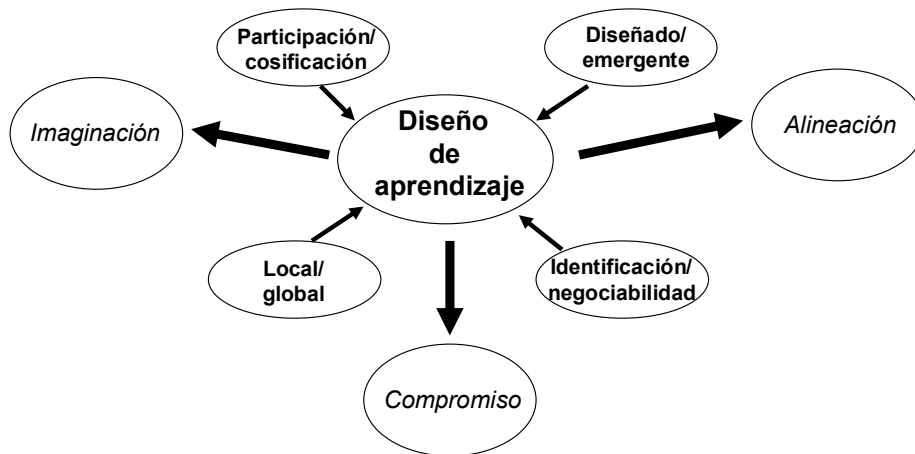 Participación/
cosificación
Diseñado/
emergente
Imaginación
Diseño
de
aprendizaje
Alineación
Local/
global
Identificación/
negociabilidad
Compromiso